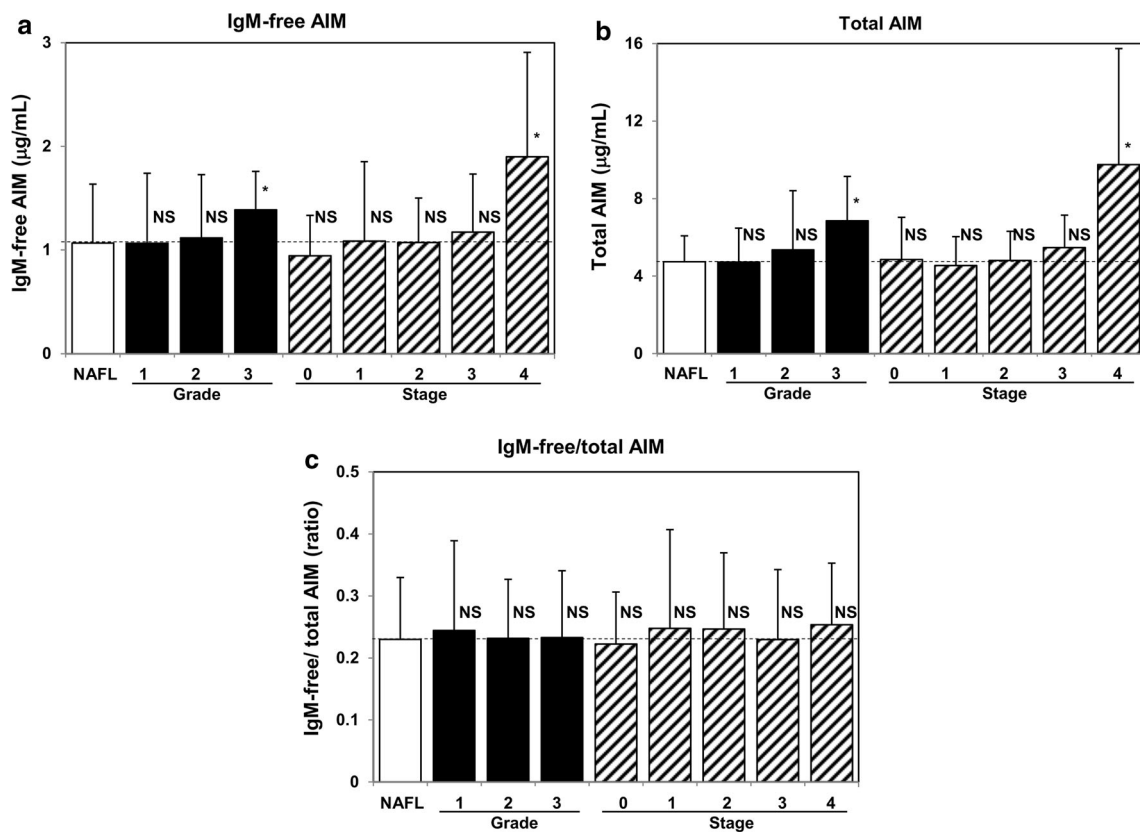 a
IgM-free AIM
IgM-free AIM (µg/mL)
3
2
1
0
NS
NS
*
NS
NS
NS
NS
*
NAFL 1 2 3 0 1 2 3 4
Grade Stage
b
Total AIM
Total AIM (µg/mL)
16
12
8
4
0
NS
NS
*
NS
NS
NS
NS
*
NAFL 1 2 3 0 1 2 3 4
Grade Stage
c
IgM-free/total AIM
IgM-free/ total AIM (ratio)
0.5
0.4
0.3
0.2
0.1
0
NS
NS
NS
NS
NS
NS
NS
NS
NAFL 1 2 3 0 1 2 3 4
Grade Stage